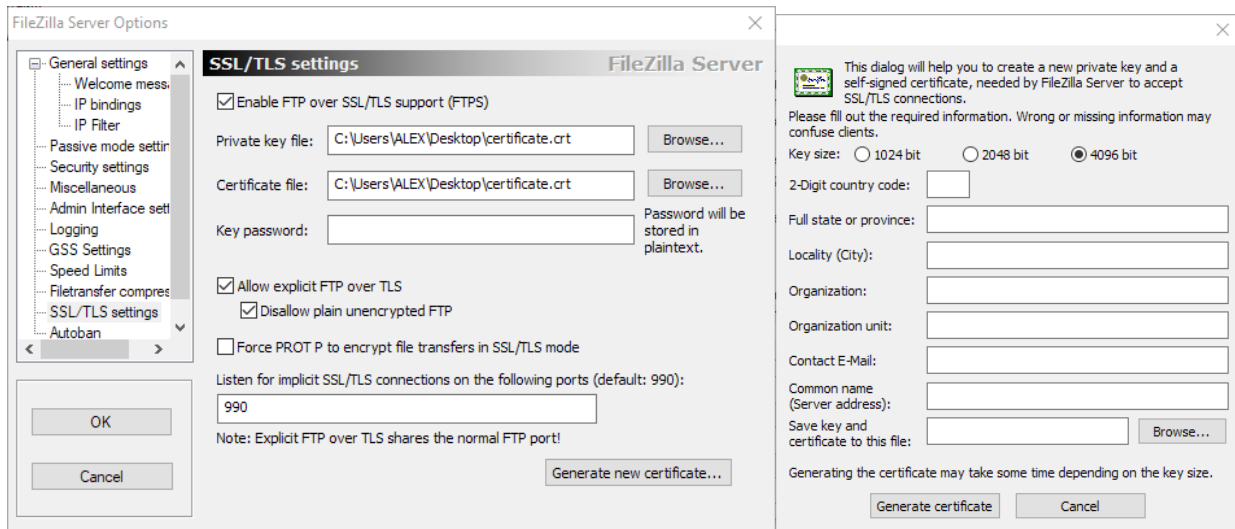 FileZilla Server Options
General settings
Welcome messa
IP bindings
IP Filter
Passive mode settin
Security settings
Miscellaneous
Admin Interface sett
Logging
GSS Settings
Speed Limits
Filetransfer compres
SSL/TLS settings
Autoban
OK
Cancel
SSL/TLS settings
FileZilla Server
Enable FTP over SSL/TLS support (FTPS)
Private key file: C:\Users\ALEX\Desktop\certificate.crt Browse...
Certificate file: C:\Users\ALEX\Desktop\certificate.crt Browse...
Key password:
Password will be
stored in
plaintext.
Allow explicit FTP over TLS
Disallow plain unencrypted FTP
Force PROT P to encrypt file transfers in SSL/TLS mode
Listen for implicit SSL/TLS connections on the following ports (default: 990):
990
Note: Explicit FTP over TLS shares the normal FTP port!
Generate new certificate...
This dialog will help you to create a new private key and a
self-signed certificate, needed by FileZilla Server to accept
SSL/TLS connections.
Please fill out the required information. Wrong or missing information may
confuse clients.
Key size: 1024 bit 2048 bit 4096 bit
2-Digit country code:
Full state or province:
Locality (City):
Organization:
Organization unit:
Contact E-Mail:
Common name
(Server address):
Save key and
certificate to this file:
Browse...
Generating the certificate may take some time depending on the key size.
Generate certificate
Cancel